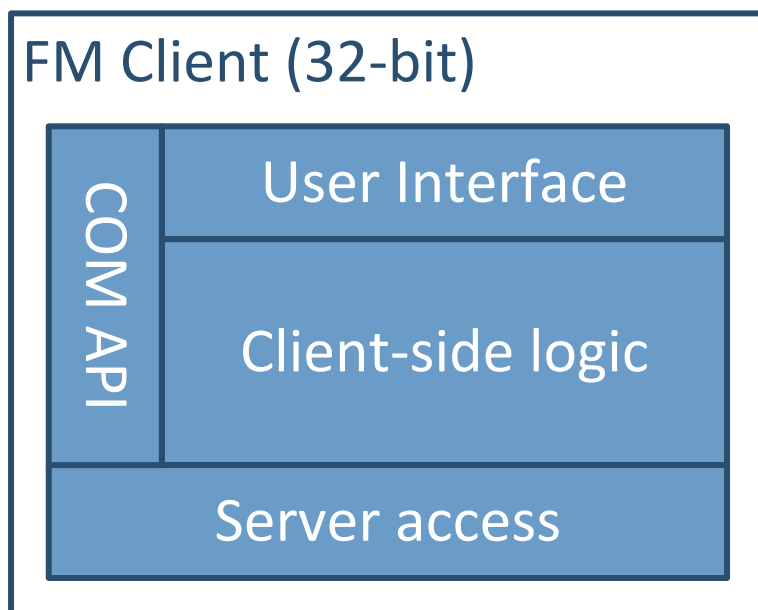 FM Client (32-bit)
COM API
User Interface
Client-side logic
Server access